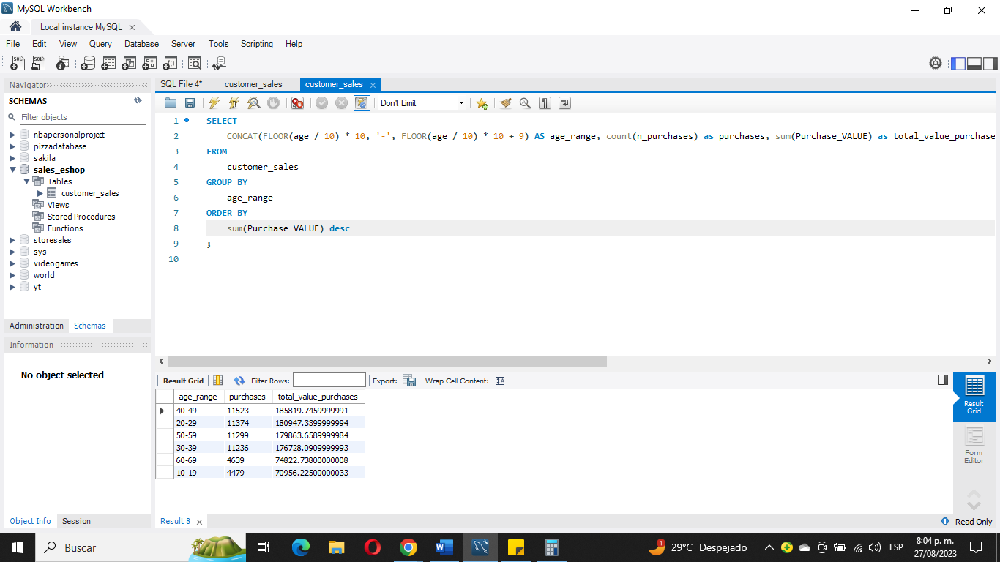 MySQL Workbench
Local instance MySQL
File Edit View Query Database Server Tools Scripting Help
Navigator
SCHEMAS
Filter objects
nbapersonalproject
pizzadatabase
sakila
sales_eshop
Tables
customer_sales
Views
Stored Procedures
Functions
storesales
sys
videogames
world
yt
Administration Schemas
Information
No object selected
Object Info Session
SQL File 4* customer_sales customer_sales
Don't Limit
1 SELECT
2 CONCAT(FLOOR(age / 10) * 10, '-', FLOOR(age / 10) * 10 + 9) AS age_range, count(n_purchases) as purchases, sum(Purchase_VALUE) as total_value_purchase
3 FROM
4 customer_sales
5 GROUP BY
6 age_range
7 ORDER BY
8 sum(Purchase_VALUE) desc
9 ;
10
Result Grid Filter Rows: Export: Wrap Cell Content:
age_range purchases total_value_purchases
40-49 11523 185819.7459999991
20-29 11374 180947.3399999994
50-59 11299 179863.6589999984
30-39 11236 176728.0909999993
60-69 4639 74822.73800000008
10-19 4479 70956.22500000033
Result
Grid
Form
Editor
Result 8
Read Only
Buscar
1
29°C Despejado
ESP
8:04 p. m.
27/08/2023